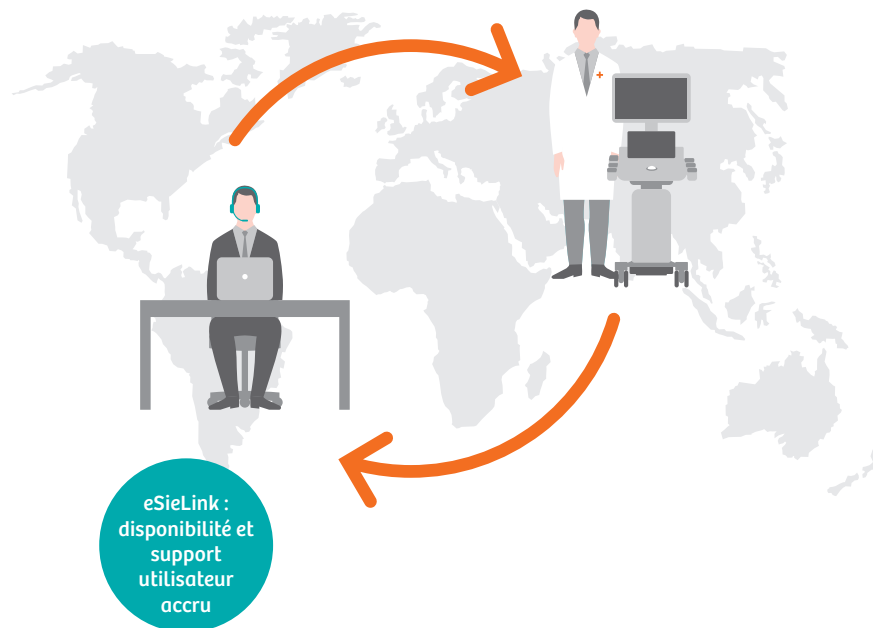 eSieLink :
disponibilité et
support
utilisateur
accru